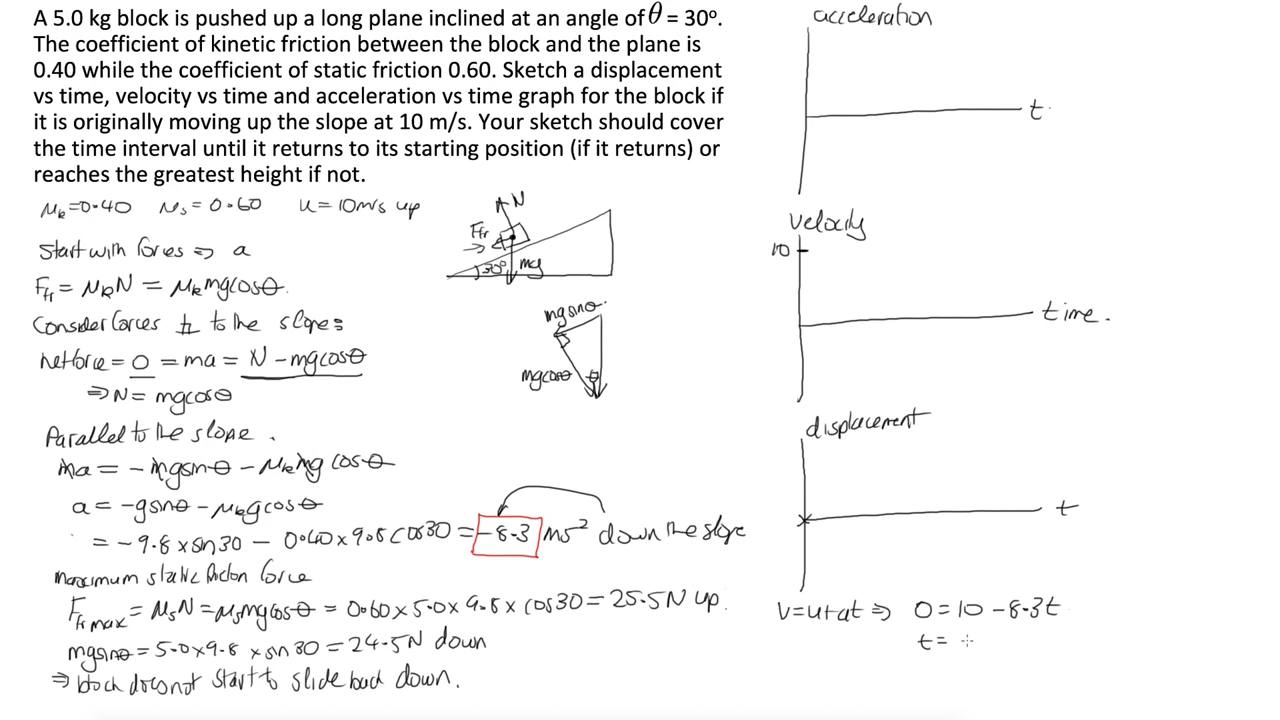 A 5.0 kg block is pushed up a long plane inclined at an angle of θ = 30º.
The coefficient of kinetic friction between the block and the plane is
0.40 while the coefficient of static friction 0.60. Sketch a displacement
vs time, velocity vs time and acceleration vs time graph for the block if
it is originally moving up the slope at 10 m/s. Your sketch should cover
the time interval until it returns to its starting position (if it returns) or
reaches the greatest height if not.
μk=0.40 μs=0.60 u=10m/s up
Start with forces ⇒ a
Ffr = μkN = μkmgcosθ.
Consider forces ⊥ to the slope:
net force = 0 = ma = N - mgcosθ
⇒ N = mgcosθ
Parallel to the slope.
ma = - mgsinθ - μkmg cosθ
a = -gsinθ - μkgcosθ
= -9.8 x sin30 - 0.40 x 9.8 cos30 = -8.3 ms² down the slope
maximum static friction force
Ffr max = μsN = μsmgcosθ = 0.60 x 5.0 x 9.8 x cos30 = 25.5N up.
mgsinθ = 5.0 x 9.8 x sin30 = 24.5N down
⇒ block does not start to slide back down.
N
Ffr
30°
mg
mgsinθ.
mgcosθ
θ
acceleration
t.
velocity
10
time.
displacement
t
v=u+at ⇒ 0=10-8.3t
t=